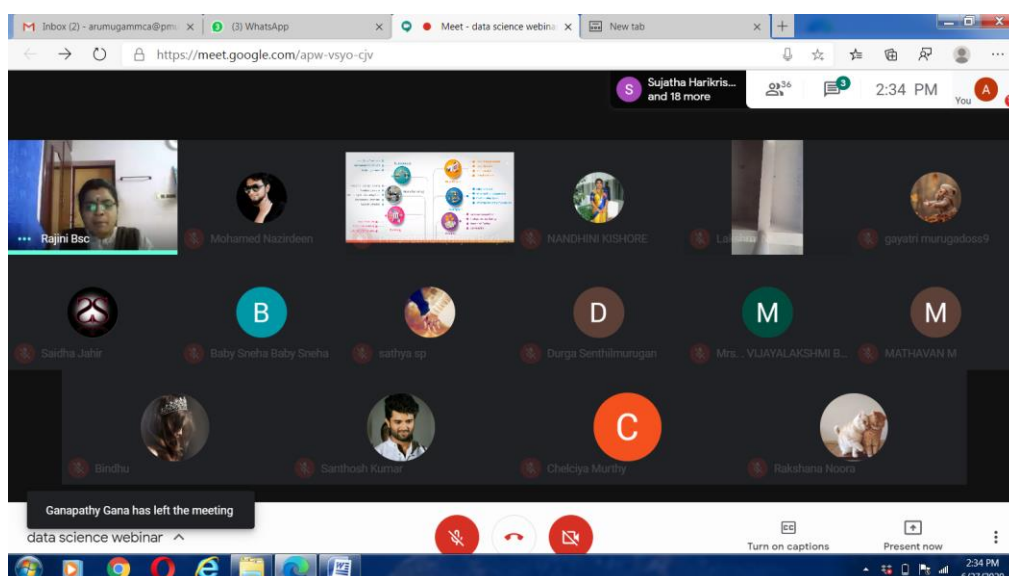 Inbox (2) - arumugammca@pm
(3) WhatsApp
Meet - data science webina
New tab
https://meet.google.com/apw-vsyo-cjv
S
Sujatha Harikris...
and 18 more
36
3
2:34 PM
You
A
Rajini Bsc
Mohamed Nazirdeen
NANDHINI KISHORE
gayatri murugadoss9
Saidha Jahir
B
Baby Sneha Baby Sneha
sathya sp
D
Durga Senthilmurugan
M
Mrs. . VIJAYALAKSHMI B...
M
MATHAVAN M
Bindhu
Santhosh Kumar
C
Chelciya Murthy
Rakshana Noora
Ganapathy Gana has left the meeting
data science webinar
CC
Turn on captions
Present now
2:34 PM